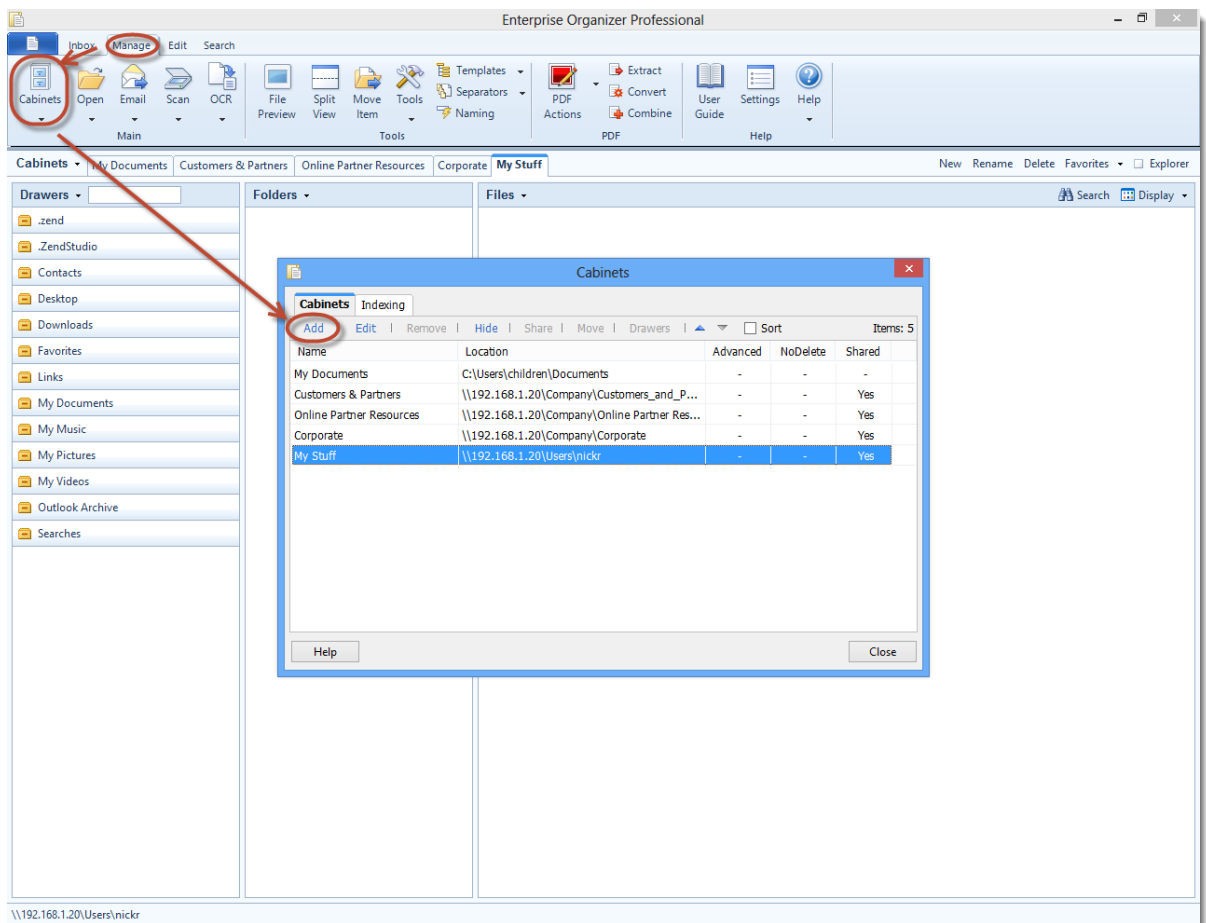 Enterprise Organizer Professional
Inbox Manage Edit Search
Cabinets Open Email Scan OCR File Preview Split View Move Item Tools Templates Separators Naming PDF Actions Extract Convert Combine User Guide Settings Help
Main Tools PDF Help
Cabinets My Documents Customers & Partners Online Partner Resources Corporate My Stuff New Rename Delete Favorites Explorer
Drawers Folders Files Search Display
.zend
.ZendStudio
Contacts
Desktop
Downloads
Favorites
Links
My Documents
My Music
My Pictures
My Videos
Outlook Archive
Searches
Cabinets
Cabinets Indexing
Add Edit | Remove | Hide | Share | Move | Drawers | Sort Items: 5
Name Location Advanced NoDelete Shared
My Documents C:\Users\children\Documents - - -
Customers & Partners \\192.168.1.20\Company\Customers_and_P... - - Yes
Online Partner Resources \\192.168.1.20\Company\Online Partner Res... - - Yes
Corporate \\192.168.1.20\Company\Corporate - - Yes
My Stuff \\192.168.1.20\Users\nickr - - Yes
Help Close
\\192.168.1.20\Users\nickr